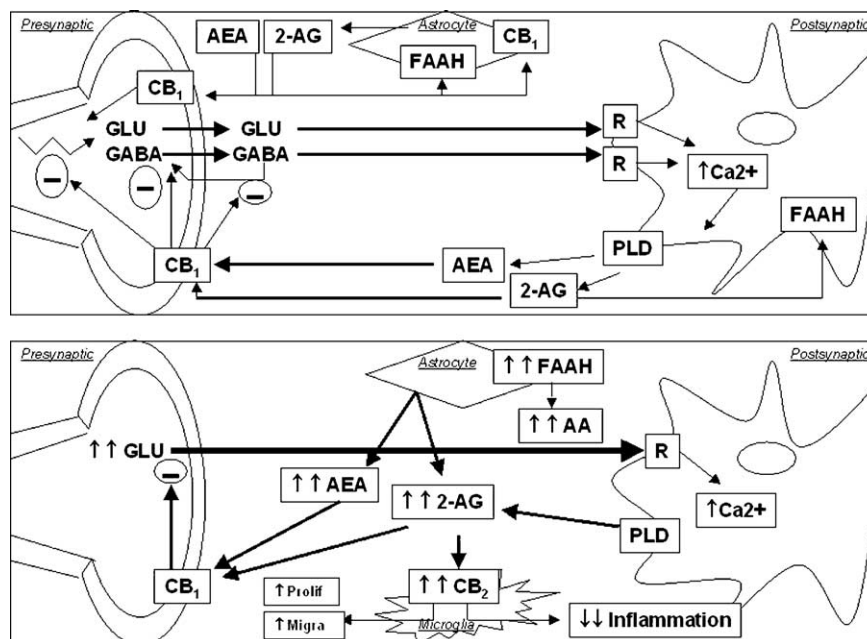 Presynaptic
Astrocyte
Postsynaptic
AEA
2-AG
CB1
FAAH
CB1
GLU
GLU
R
GABA
GABA
R
↑Ca2+
–
–
–
FAAH
PLD
CB1
AEA
2-AG
Presynaptic
Astrocyte
Postsynaptic
↑↑FAAH
↑↑AA
↑↑GLU
R
–
↑↑AEA
↑↑2-AG
↑Ca2+
PLD
CB1
↑↑CB2
↑Prolif
↑Migra
Microglia
↓↓Inflammation